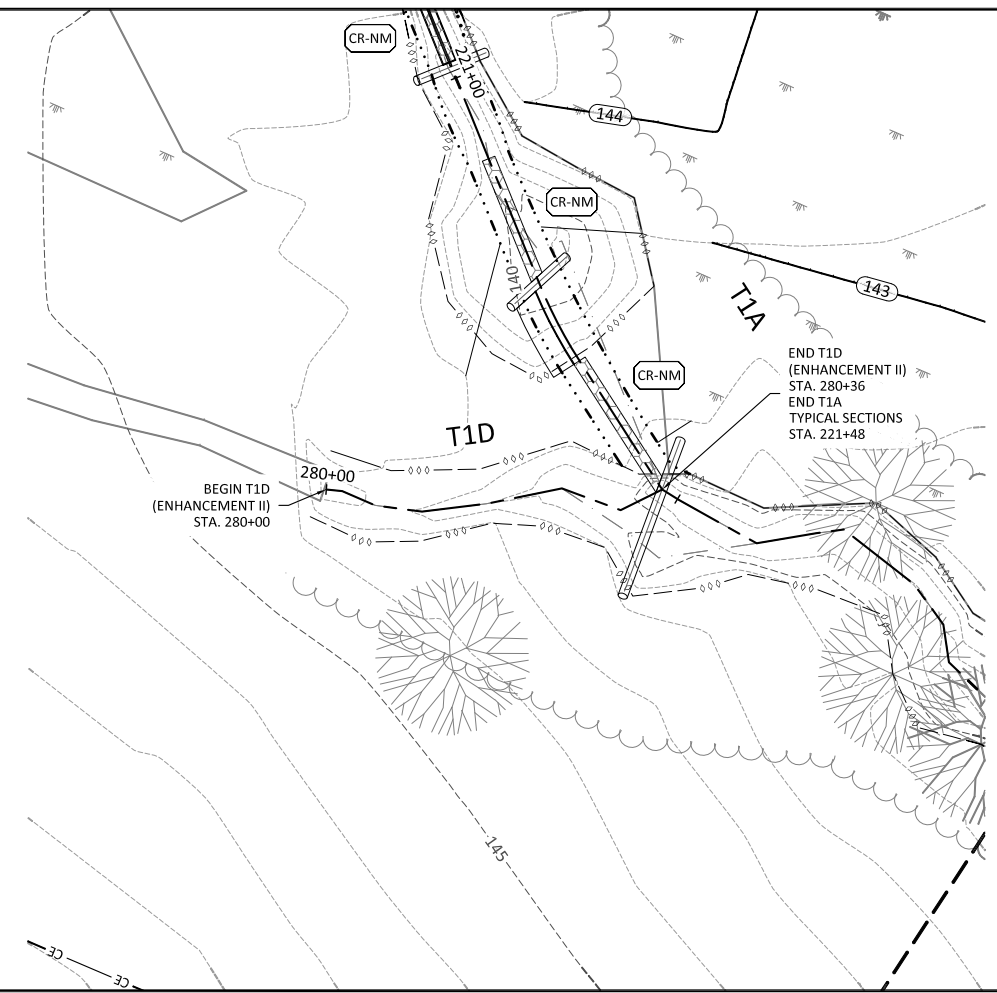 CR-NM
221+00
144
CR-NM
140
143
T1A
CR-NM
END T1D
(ENHANCEMENT II)
STA. 280+36
END T1A
TYPICAL SECTIONS
STA. 221+48
T1D
280+00
BEGIN T1D
(ENHANCEMENT II)
STA. 280+00
145
CE
CE